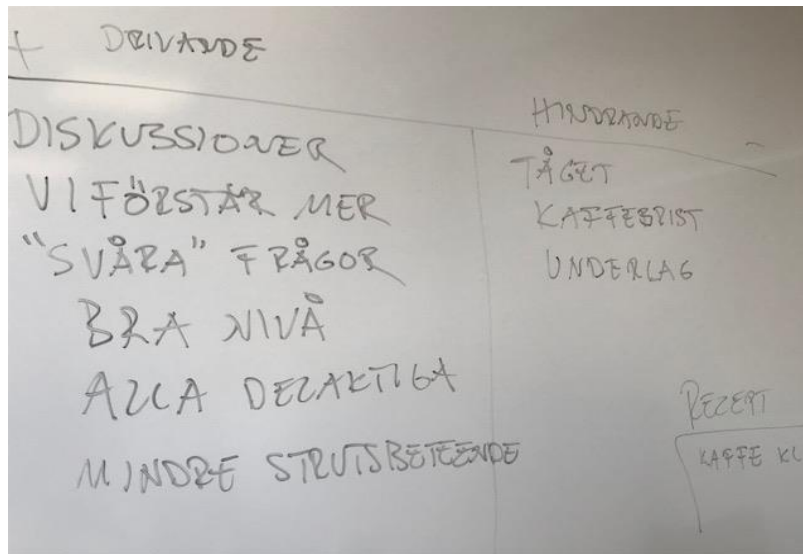 + DRIVANDE
DISKUSSIONER
VI FÖRSTÅR MER
"SVÅRA" FRÅGOR
BRA NIVÅ
ALLA DELAKTIGA
MINDRE STRUTSBETEENDE
HINDRANDE
TÅGET
KAFFEBRIST
UNDERLAG
RECEPT
KAFFE KL